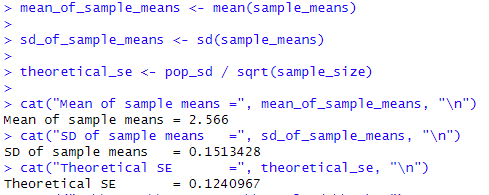 > mean_of_sample_means <- mean(sample_means)
>
> sd_of_sample_means <- sd(sample_means)
>
> theoretical_se <- pop_sd / sqrt(sample_size)
>
> cat("Mean of sample means =", mean_of_sample_means, "\n")
Mean of sample means = 2.566
> cat("SD of sample means   =", sd_of_sample_means, "\n")
SD of sample means   = 0.1513428
> cat("Theoretical SE       =", theoretical_se, "\n")
Theoretical SE       = 0.1240967